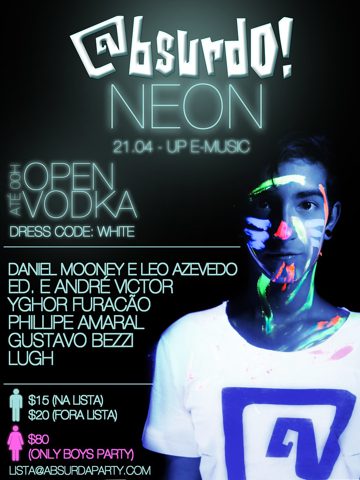 @bsurdo!
NEON
21.04 - UP E-MUSIC
ATÉ 00H
OPEN
VODKA
DRESS CODE: WHITE
DANIEL MOONEY E LEO AZEVEDO
ED. E ANDRÉ VICTOR
YGHOR FURACÃO
PHILLIPE AMARAL
GUSTAVO BEZZI
LUGH
$15 (NA LISTA)
$20 (FORA LISTA)
$80
(ONLY BOYS PARTY)
LISTA@ABSURDAPARTY.COM
@